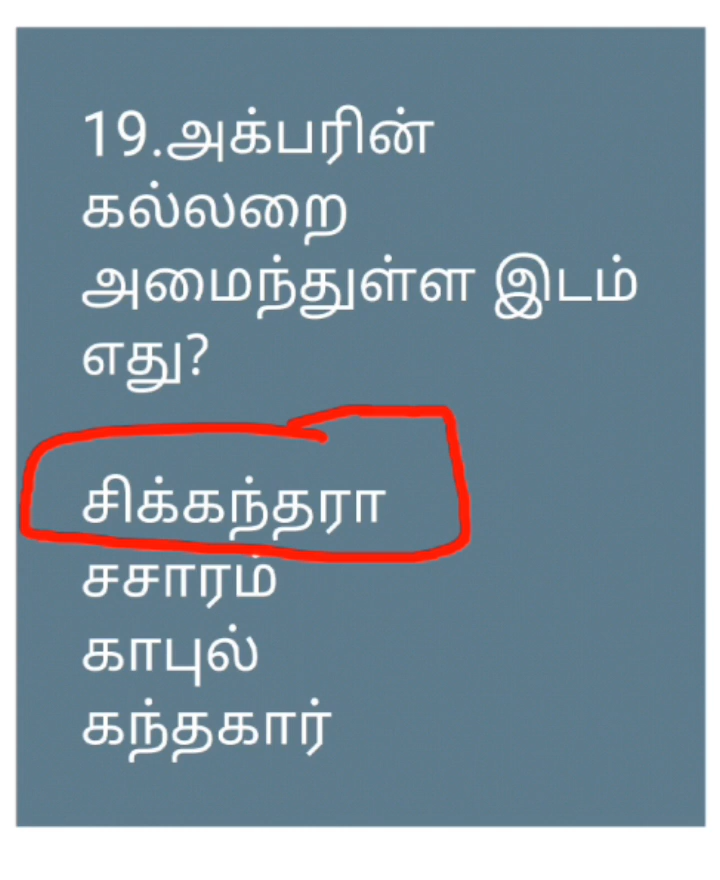 19.அக்பரின்
கல்லறை
அமைந்துள்ள இடம்
எது?
சிக்கந்தரா
சசாரம்
காபுல்
கந்தகார்